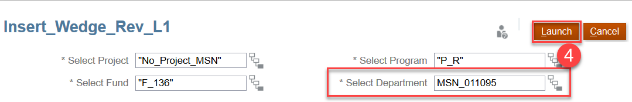 Insert_Wedge_Rev_L1
Launch Cancel
4
* Select Project "No_Project_MSN" * Select Program "P_R"
* Select Fund "F_136" * Select Department MSN_011095